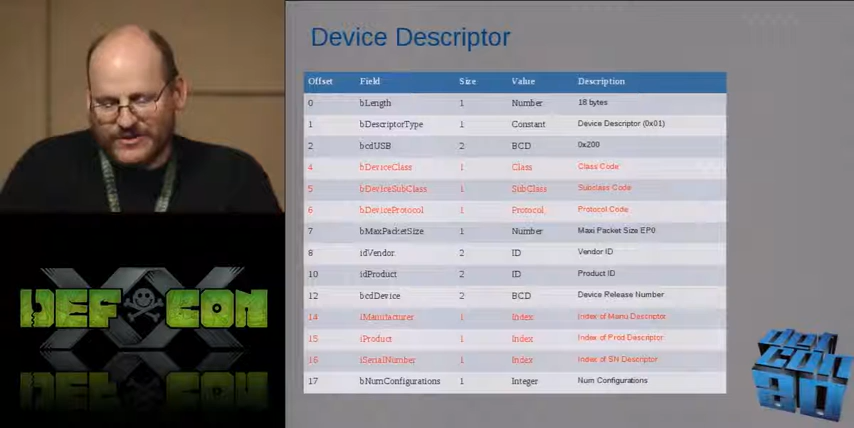 Device Descriptor
Offset Field Size Value Description
0 bLength 1 Number 18 bytes
1 bDescriptorType 1 Constant Device Descriptor (0x01)
2 bcdUSB 2 BCD 0x200
4 bDeviceClass 1 Class Class Code
5 bDeviceSubClass 1 SubClass Subclass Code
6 bDeviceProtocol 1 Protocol Protocol Code
7 bMaxPacketSize 1 Number Maxi Packet Size EP0
8 idVendor 2 ID Vendor ID
10 idProduct 2 ID Product ID
12 bcdDevice 2 BCD Device Release Number
14 iManufacturer 1 Index Index of Manu Descriptor
15 iProduct 1 Index Index of Prod Descriptor
16 iSerialNumber 1 Index Index of SN Descriptor
17 bNumConfigurations 1 Integer Num Configurations
XX
DEF CON
def
con
20